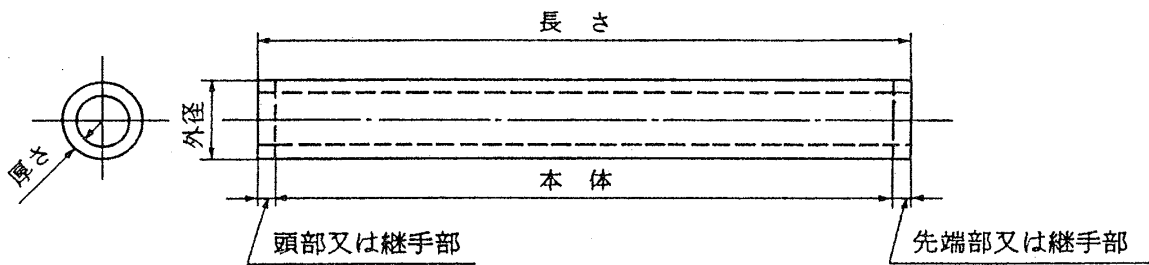 長さ
外径
厚さ
本体
頭部又は継手部
先端部又は継手部